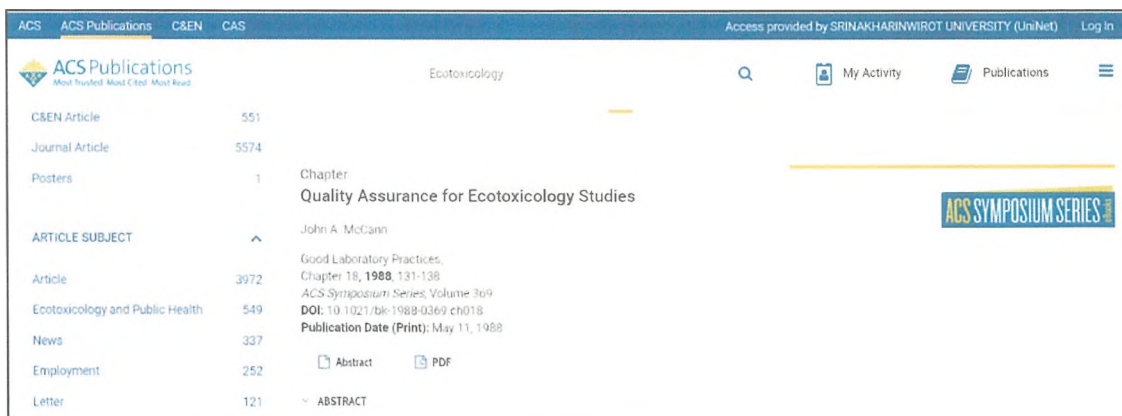 ACS ACS Publications C&EN CAS Access provided by SRINAKHARINWIROT UNIVERSITY (UniNet) Log In
ACS Publications
Most Trusted. Most Cited. Most Read.
Ecotoxicology My Activity Publications
C&EN Article 551
Journal Article 5574
Posters 1
ARTICLE SUBJECT
Article 3972
Ecotoxicology and Public Health 549
News 337
Employment 252
Letter 121
Chapter
Quality Assurance for Ecotoxicology Studies
John A. McCann
Good Laboratory Practices,
Chapter 18, 1988, 131-138
ACS Symposium Series, Volume 369
DOI: 10.1021/bk-1988-0369.ch018
Publication Date (Print): May 11, 1988
Abstract PDF
ABSTRACT
ACS SYMPOSIUM SERIES eBooks